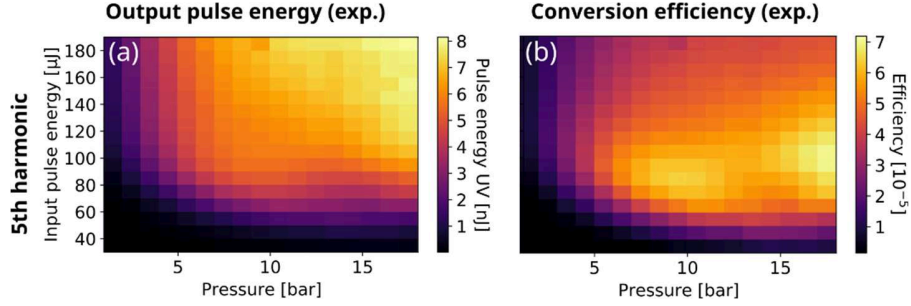 Output pulse energy (exp.)
Conversion efficiency (exp.)
5th harmonic
Input pulse energy [µJ]
180
160
140
120
100
80
60
40
(a)
5
10
15
Pressure [bar]
8
7
6
5
4
3
2
1
Pulse energy UV [nJ]
(b)
5
10
15
Pressure [bar]
7
6
5
4
3
2
1
Efficiency [10⁻⁵]